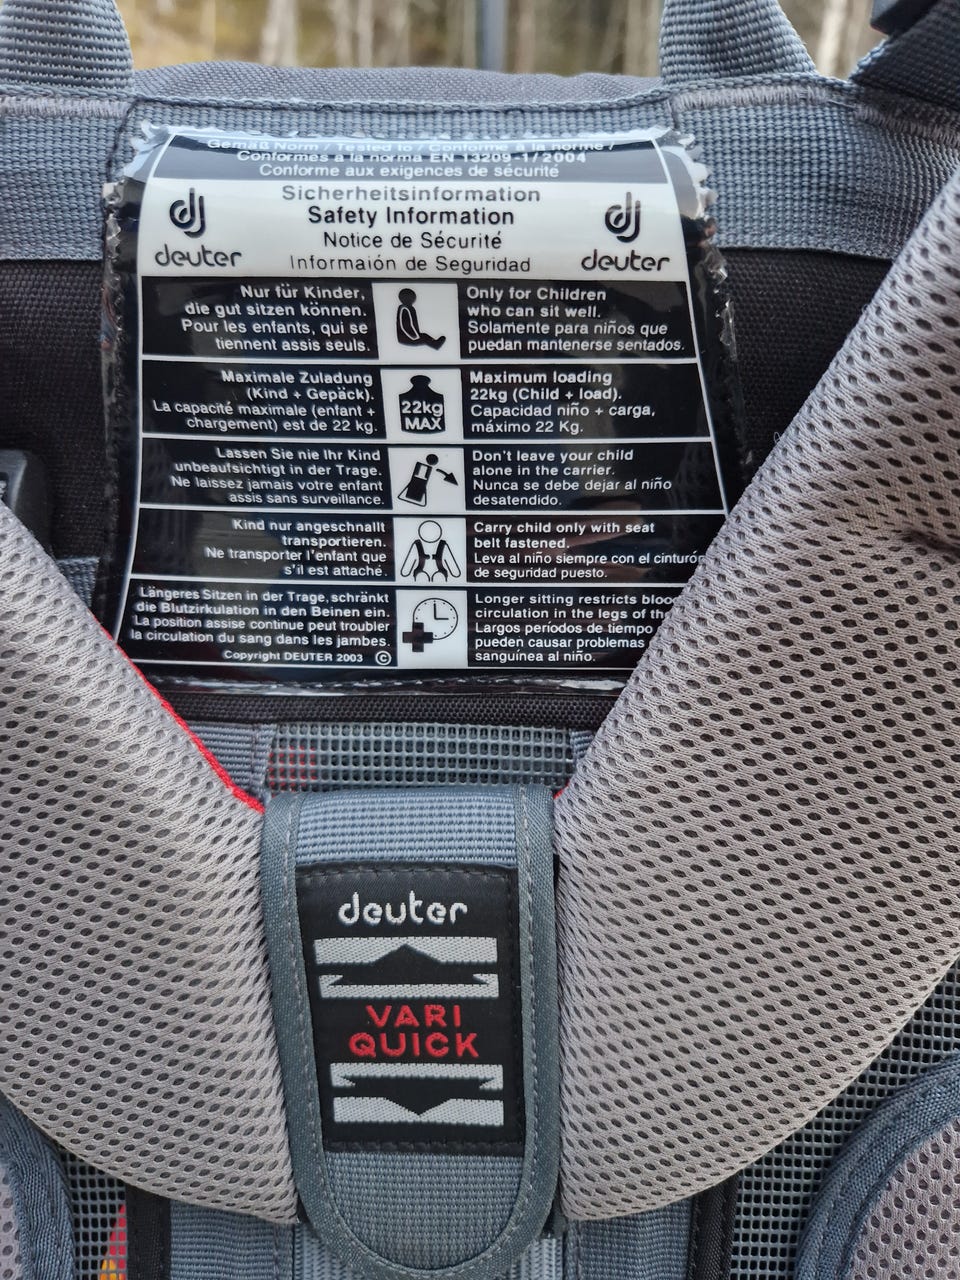 Gemäß Norm / Tested to / Conforme à la norme /
Conformes a la norma EN 13209-1/2004
Conforme aux exigences de sécurité
Sicherheitsinformation
Safety Information
Notice de Sécurité
Informaión de Seguridad
deuter
deuter
Nur für Kinder,
die gut sitzen können.
Pour les enfants, qui se
tiennent assis seuls.
Only for Children
who can sit well.
Solamente para niños que
puedan mantenerse sentados.
Maximale Zuladung
(Kind + Gepäck).
La capacité maximale (enfant +
chargement) est de 22 kg.
22kg
MAX
Maximum loading
22kg (Child + load).
Capacidad niño + carga,
máximo 22 Kg.
Lassen Sie nie Ihr Kind
unbeaufsichtigt in der Trage.
Ne laissez jamais votre enfant
assis sans surveillance.
Don't leave your child
alone in the carrier.
Nunca se debe dejar al niño
desatendido.
Kind nur angeschnallt
transportieren.
Ne transporter l'enfant que
s'il est attaché.
Carry child only with seat
belt fastened.
Leva al niño siempre con el cinturón
de seguridad puesto.
Längeres Sitzen in der Trage, schränkt
die Blutzirkulation in den Beinen ein.
La position assise continue peut troubler
la circulation du sang dans les jambes.
Copyright DEUTER 2003 ©
Longer sitting restricts blood
circulation in the legs of
Largos períodos de tiempo
pueden causar problemas
sanguínea al niño.
deuter
VARI
QUICK